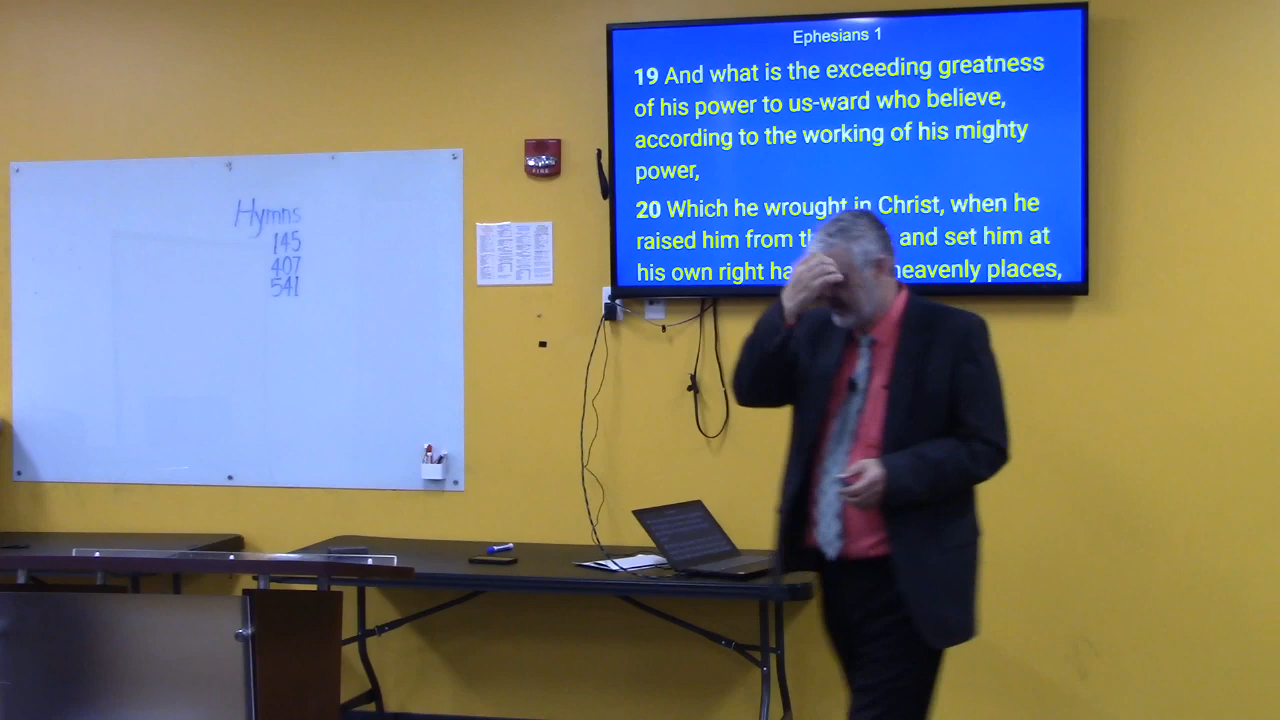 Hymns
145
407
541
FIRE
Ephesians 1
19 And what is the exceeding greatness
of his power to us-ward who believe,
according to the working of his mighty
power,
20 Which he wrought in Christ, when he
raised him from and set him at
his own right heavenly places,